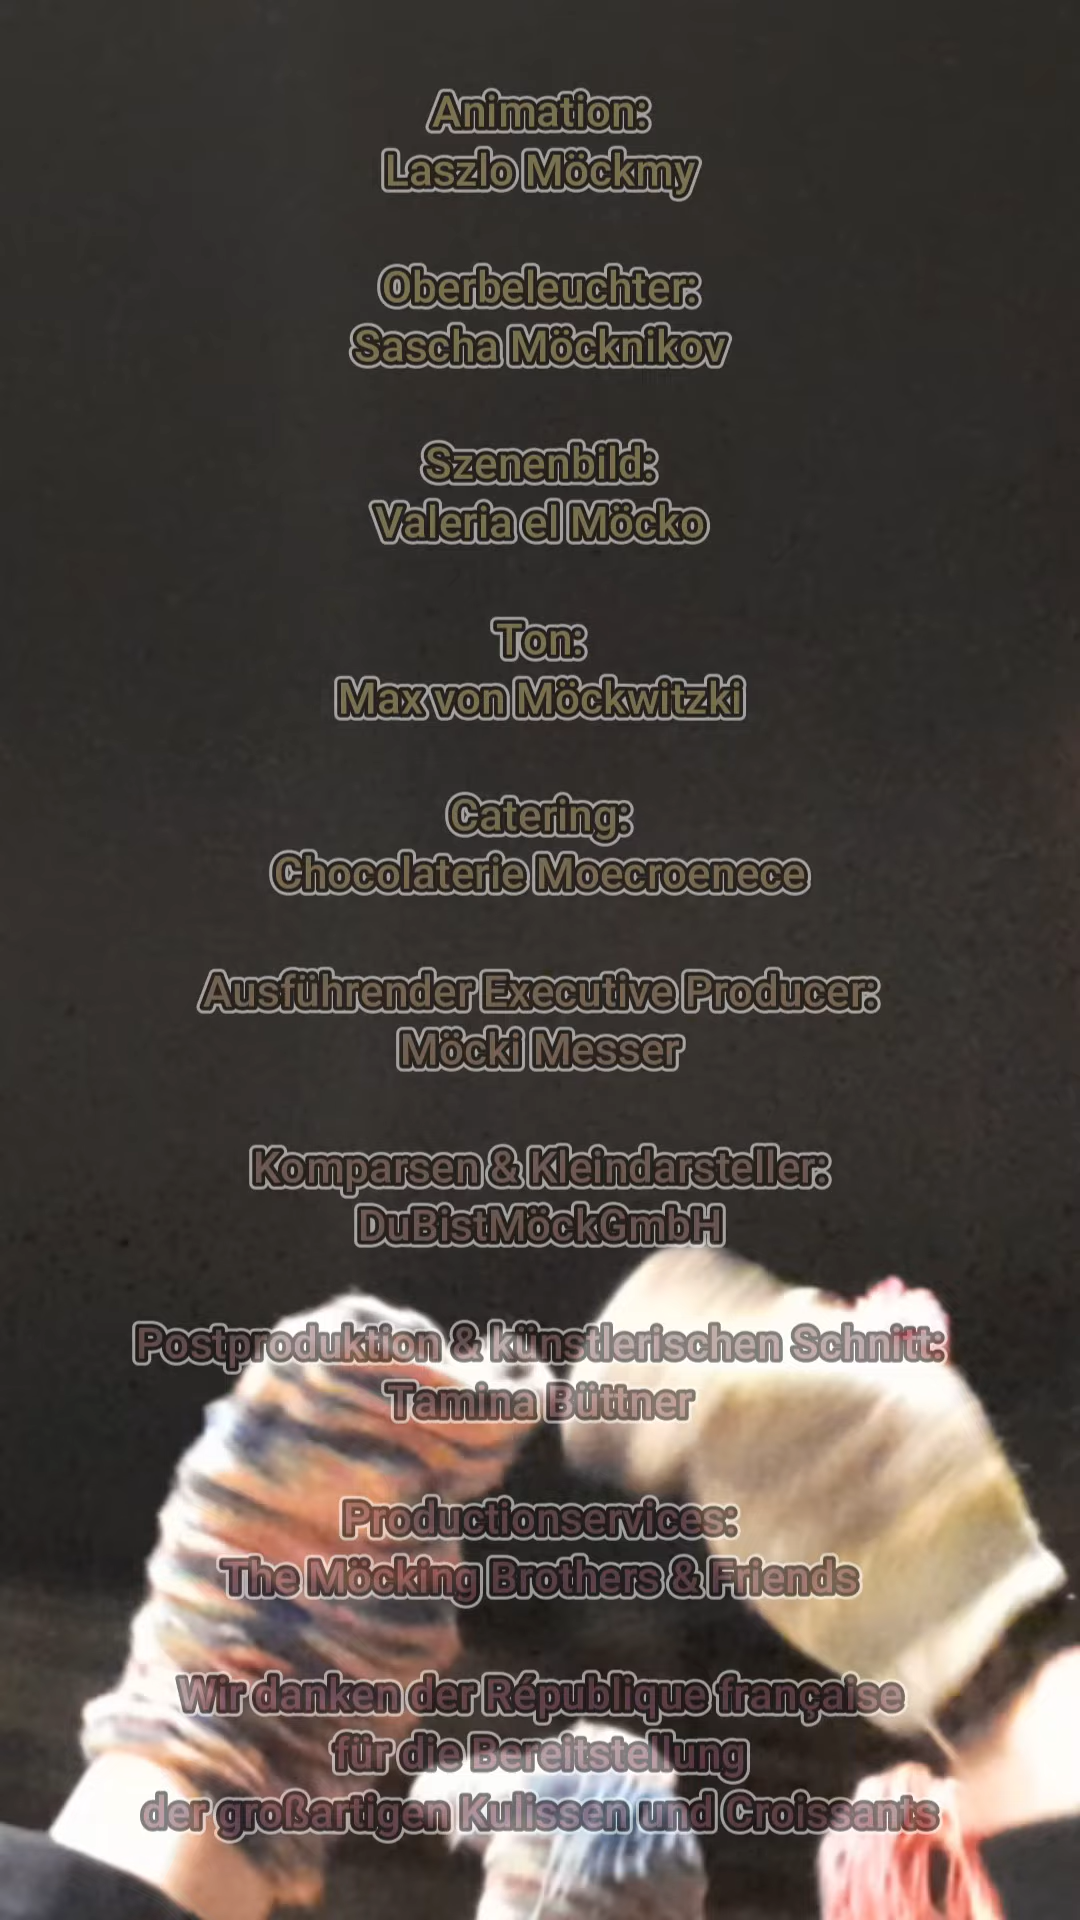 Animation:
Laszlo Möckmy
Oberbeleuchter:
Sascha Möcknikov
Szenenbild:
Valeria el Möcko
Ton:
Max von Möckwitzki
Catering:
Chocolaterie Moecroenece
Ausführender Executive Producer:
Möcki Messer
Komparsen & Kleindarsteller:
DuBistMöckGmbH
Postproduktion & künstlerischen Schnitt:
Tamina Büttner
Productionservices:
The Möcking Brothers & Friends
Wir danken der République française
für die Bereitstellung
der großartigen Kulissen und Croissants